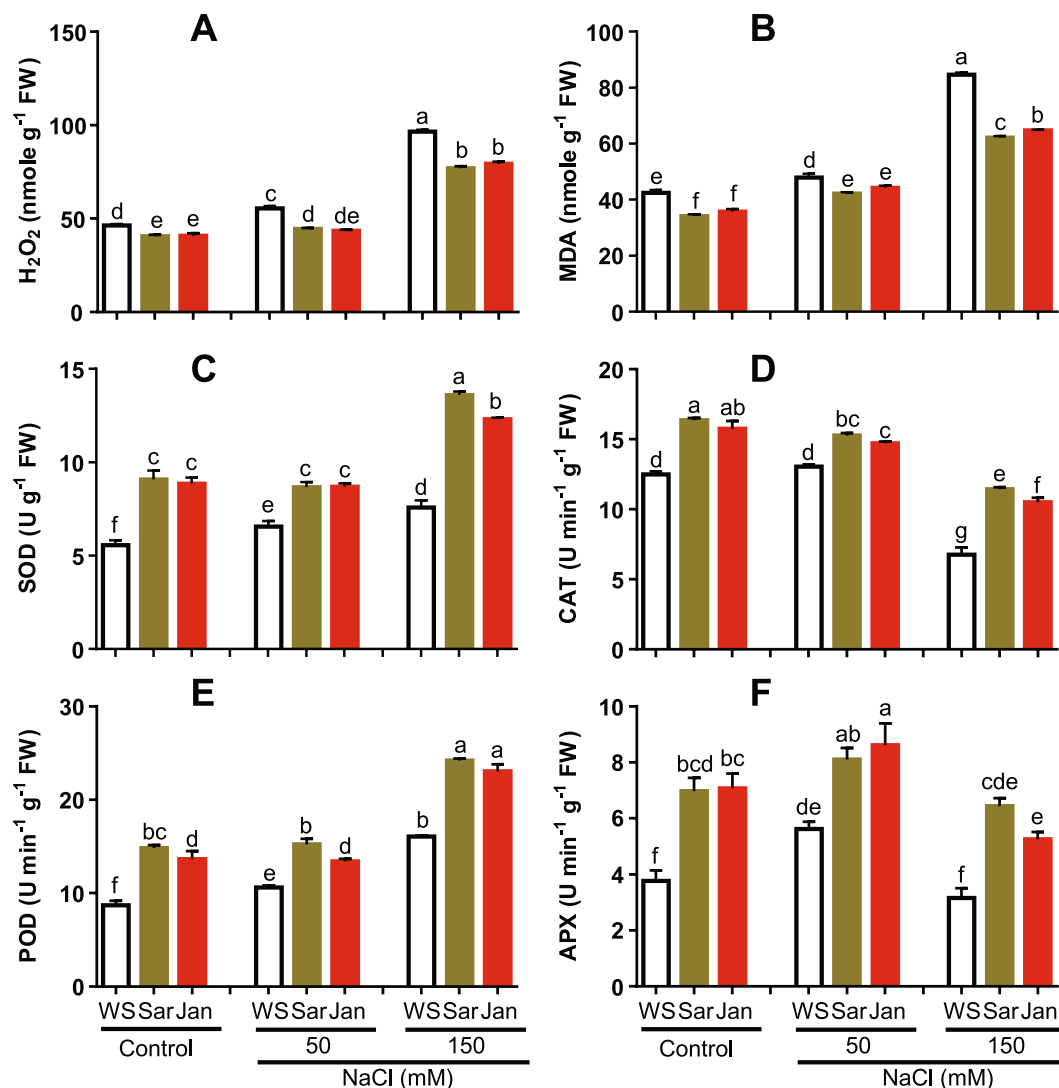 A
H₂O₂ (nmole g⁻¹ FW)
150
100
50
0
d
e
e
c
d
de
a
b
b
B
MDA (nmole g⁻¹ FW)
100
80
60
40
20
0
e
f
f
d
e
e
a
c
b
C
SOD (U g⁻¹ FW)
15
10
5
0
f
c
c
e
c
c
d
a
b
D
CAT (U min⁻¹ g⁻¹ FW)
20
15
10
5
0
d
a
ab
d
bc
c
g
e
f
E
POD (U min⁻¹ g⁻¹ FW)
30
20
10
0
f
bc
d
e
b
d
b
a
a
WS Sar Jan WS Sar Jan WS Sar Jan
Control 50 150
NaCl (mM)
F
APX (U min⁻¹ g⁻¹ FW)
10
8
6
4
2
0
f
bcd
bc
de
ab
a
f
cde
e
WS Sar Jan WS Sar Jan WS Sar Jan
Control 50 150
NaCl (mM)